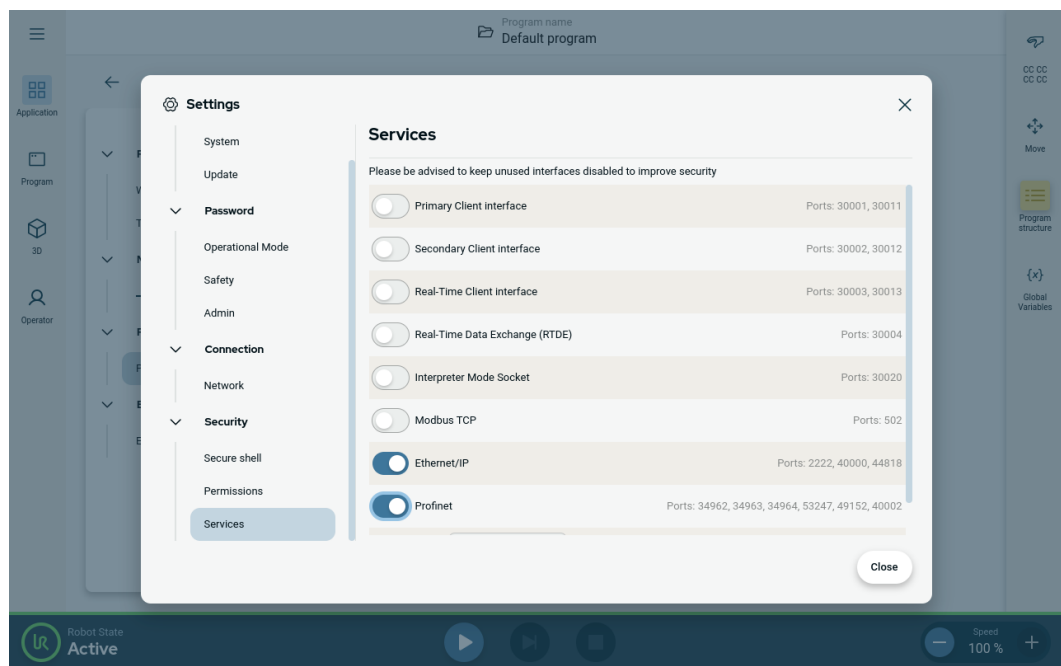 Program name
Default program
Application
Program
3D
Operator
Settings
System
Update
Password
Operational Mode
Safety
Admin
Connection
Network
Security
Secure shell
Permissions
Services
Services
Please be advised to keep unused interfaces disabled to improve security
Primary Client interface Ports: 30001, 30011
Secondary Client interface Ports: 30002, 30012
Real-Time Client interface Ports: 30003, 30013
Real-Time Data Exchange (RTDE) Ports: 30004
Interpreter Mode Socket Ports: 30020
Modbus TCP Ports: 502
Ethernet/IP Ports: 2222, 40000, 44818
Profinet Ports: 34962, 34963, 34964, 53247, 49152, 40002
Close
CC CC
CC CC
Move
Program
structure
{x}
Global
Variables
UR
Robot State
Active
Speed
100 %